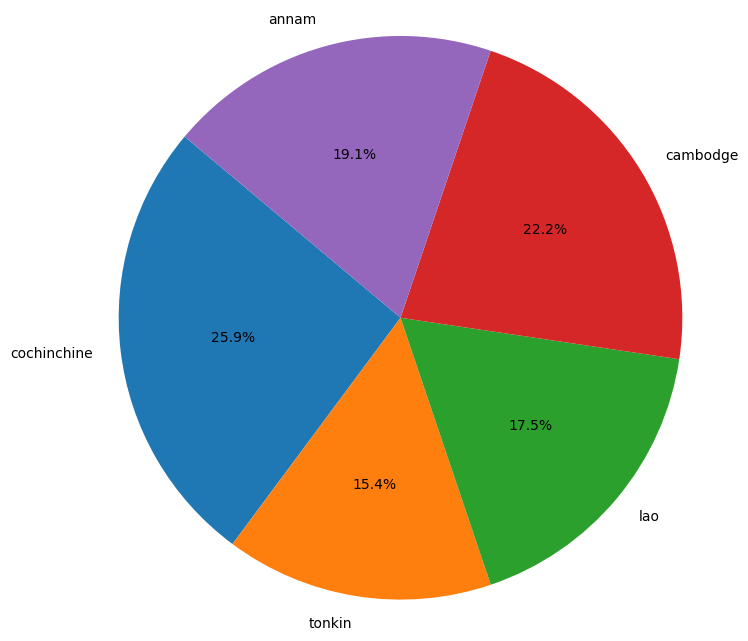 annam
19.1%
cambodge
22.2%
25.9%
cochinchine
17.5%
15.4%
lao
tonkin